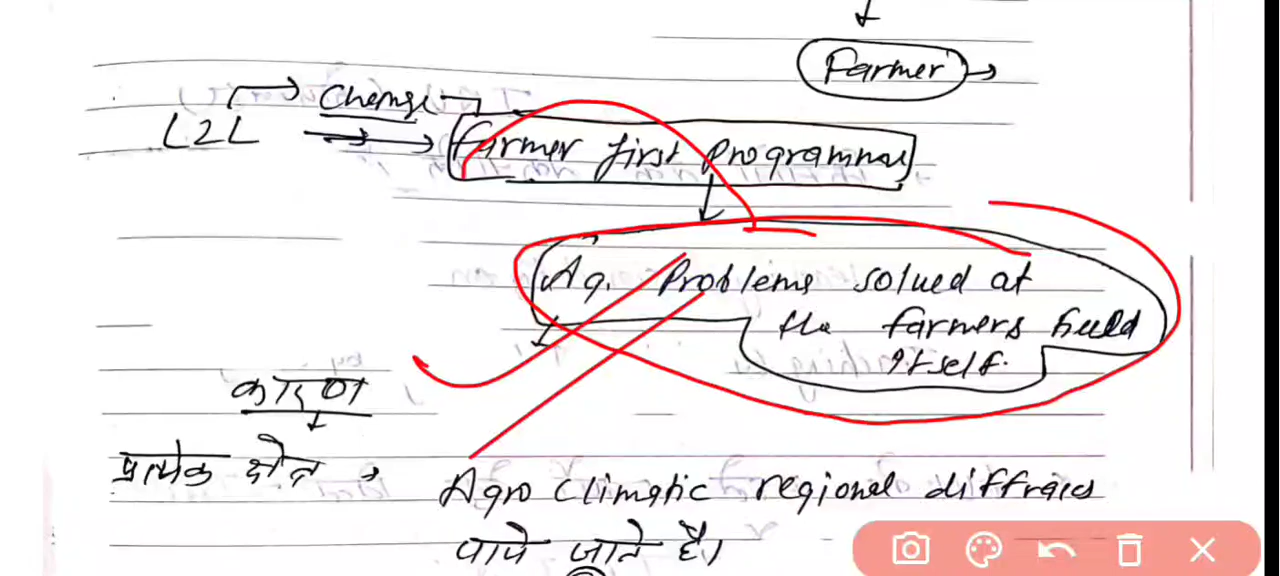 Farmer
Change
L2L farmer first programme
Ag. Problems solved at
the farmers field
itself.
कारण
प्रत्येक क्षेत्र → Agro climatic regional diffraics
पाये जाते है।